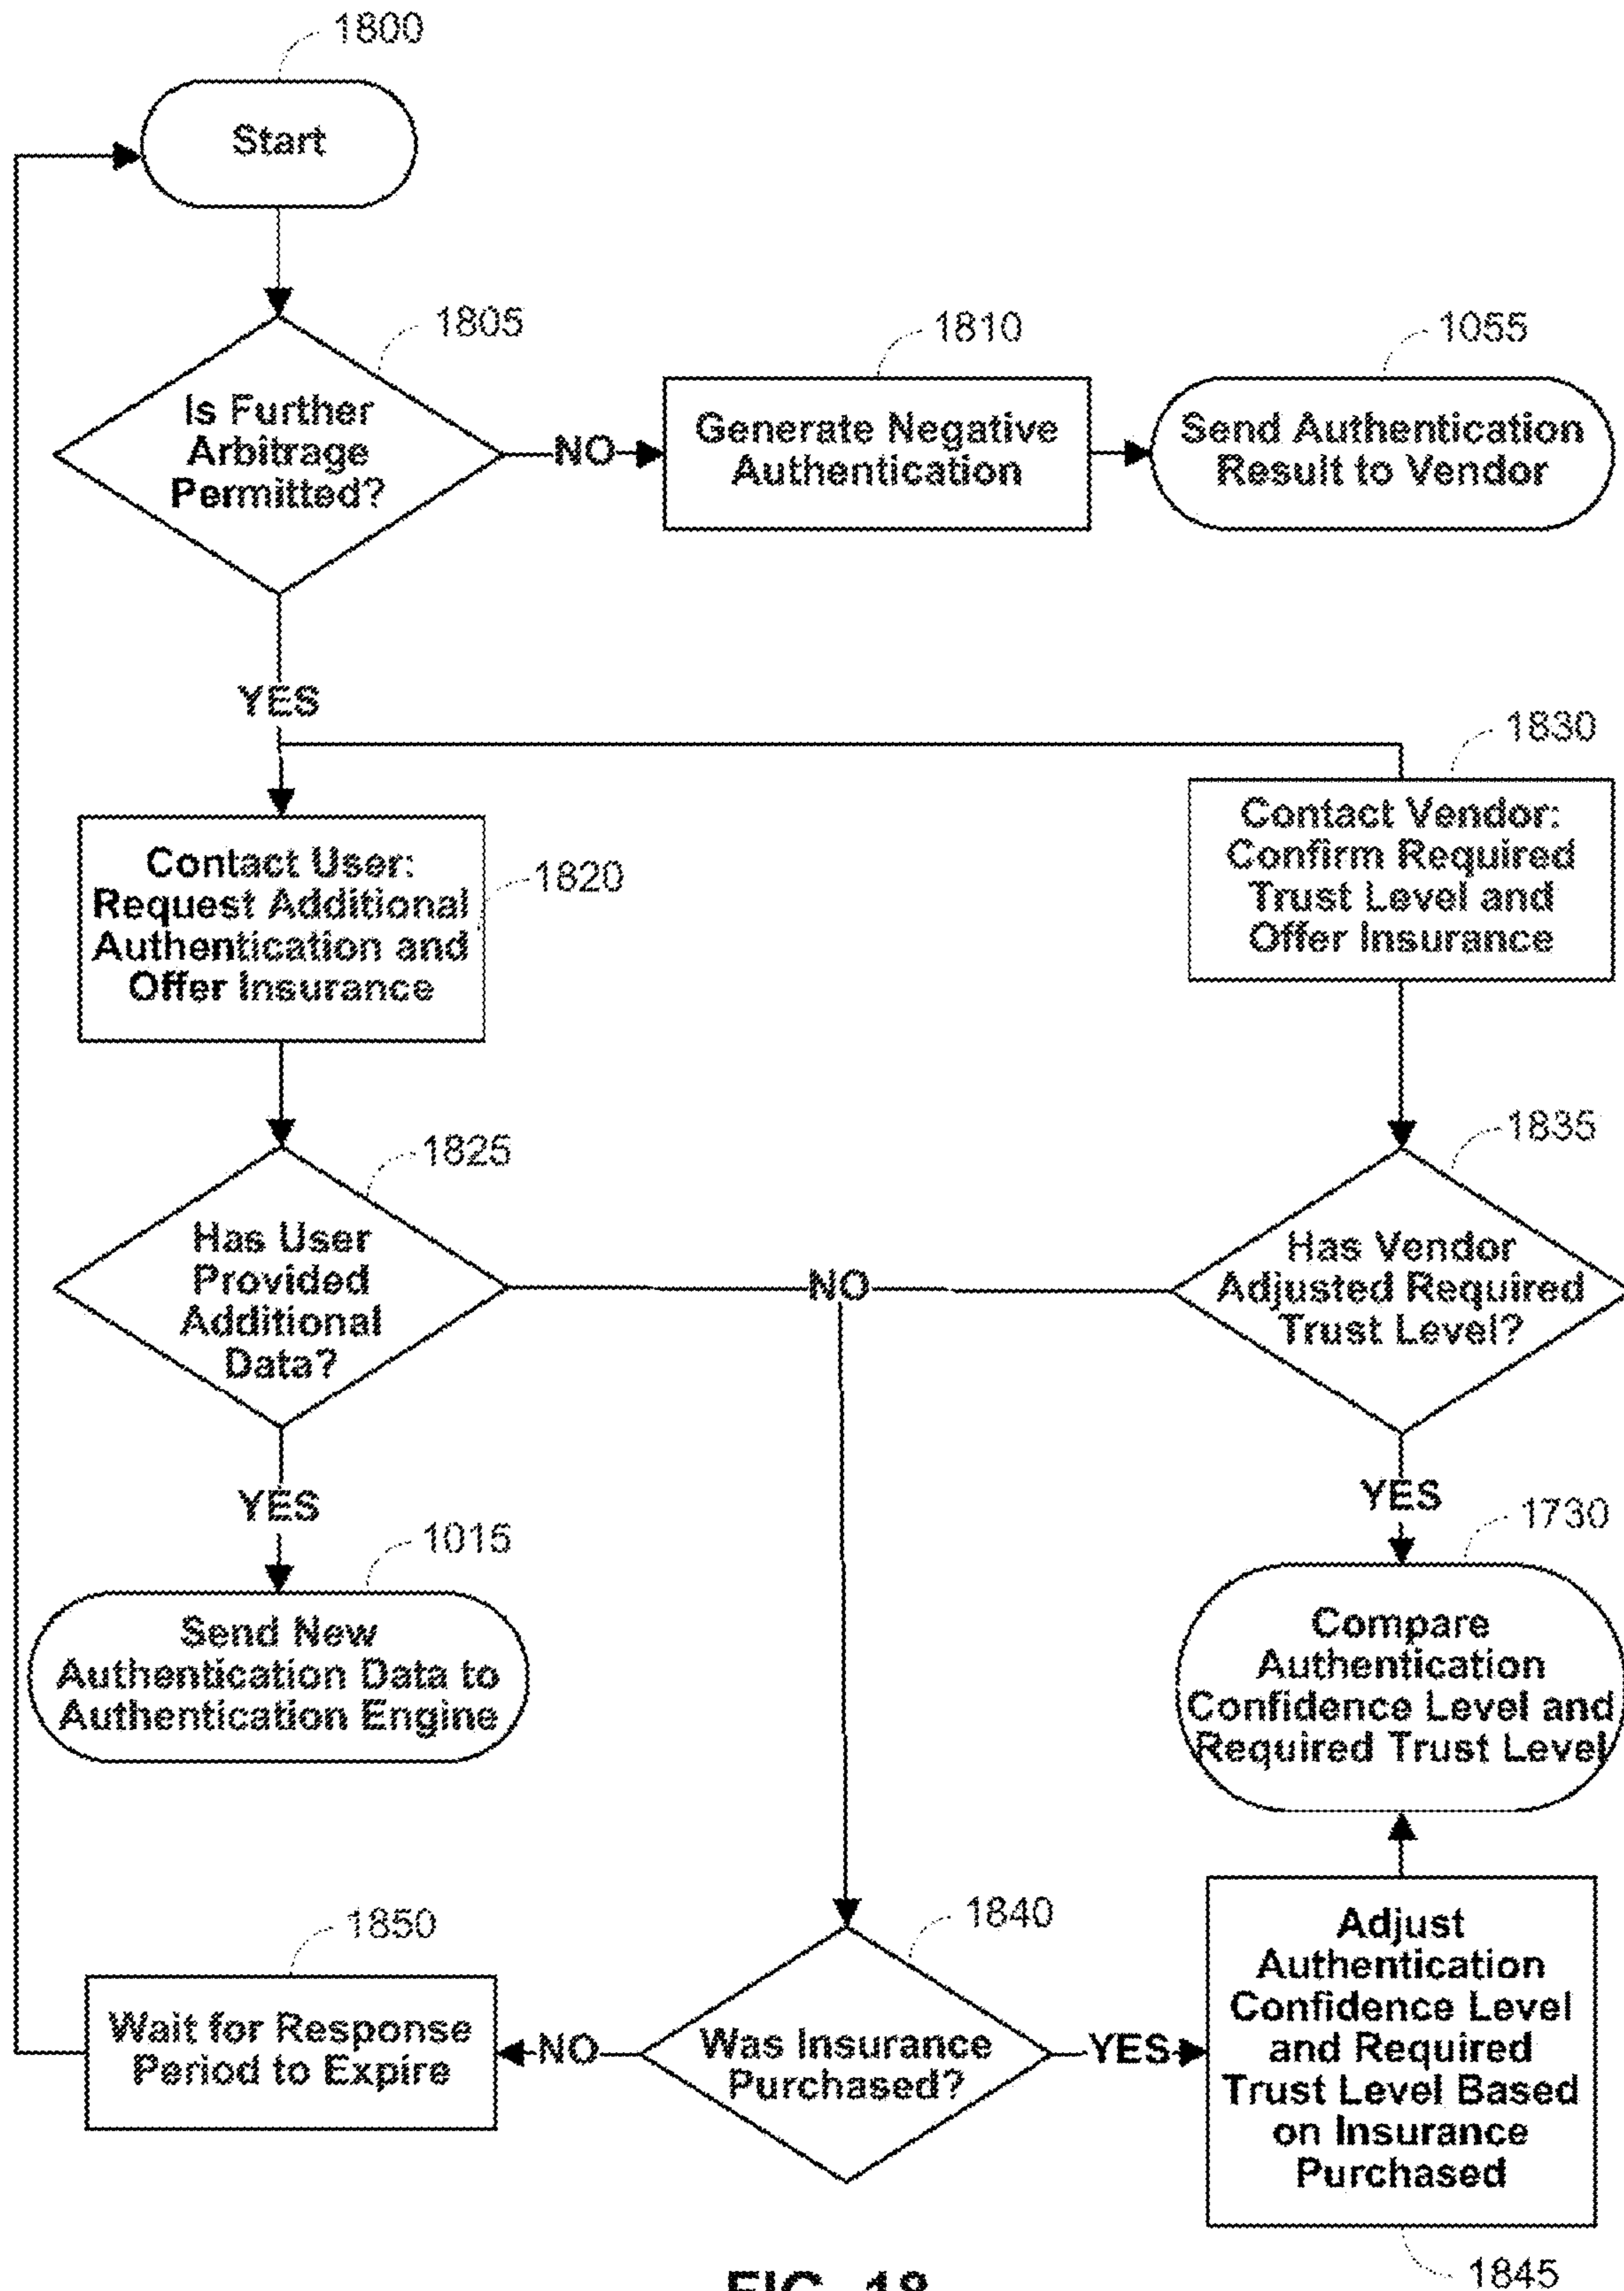 1800
Start
1805
Is Further
Arbitrage
Permitted?
NO
1810
Generate Negative
Authentication
1055
Send Authentication
Result to Vendor
YES
1820
Contact User:
Request Additional
Authentication and
Offer Insurance
1830
Contact Vendor:
Confirm Required
Trust Level and
Offer Insurance
1825
Has User
Provided
Additional
Data?
NO
1835
Has Vendor
Adjusted Required
Trust Level?
YES
1015
Send New
Authentication Data to
Authentication Engine
YES
1730
Compare
Authentication
Confidence Level and
Required Trust Level
1850
Wait for Response
Period to Expire
NO
1840
Was Insurance
Purchased?
YES
Adjust
Authentication
Confidence Level
and Required
Trust Level Based
on Insurance
Purchased
1845
FIG. 18